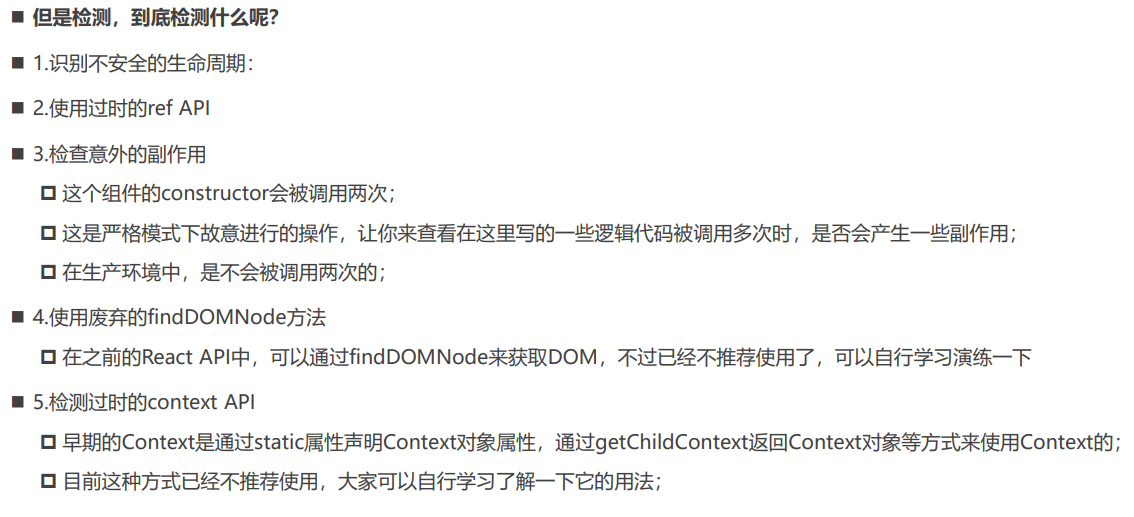 ■ 但是检测，到底检测什么呢？
■ 1.识别不安全的生命周期：
■ 2.使用过时的ref API
■ 3.检查意外的副作用
◘ 这个组件的constructor会被调用两次；
◘ 这是严格模式下故意进行的操作，让你来查看在这里写的一些逻辑代码被调用多次时，是否会产生一些副作用；
◘ 在生产环境中，是不会被调用两次的；
■ 4.使用废弃的findDOMNode方法
◘ 在之前的React API中，可以通过findDOMNode来获取DOM，不过已经不推荐使用了，可以自行学习演练一下
■ 5.检测过时的context API
◘ 早期的Context是通过static属性声明Context对象属性，通过getChildContext返回Context对象等方式来使用Context的；
◘ 目前这种方式已经不推荐使用，大家可以自行学习了解一下它的用法；